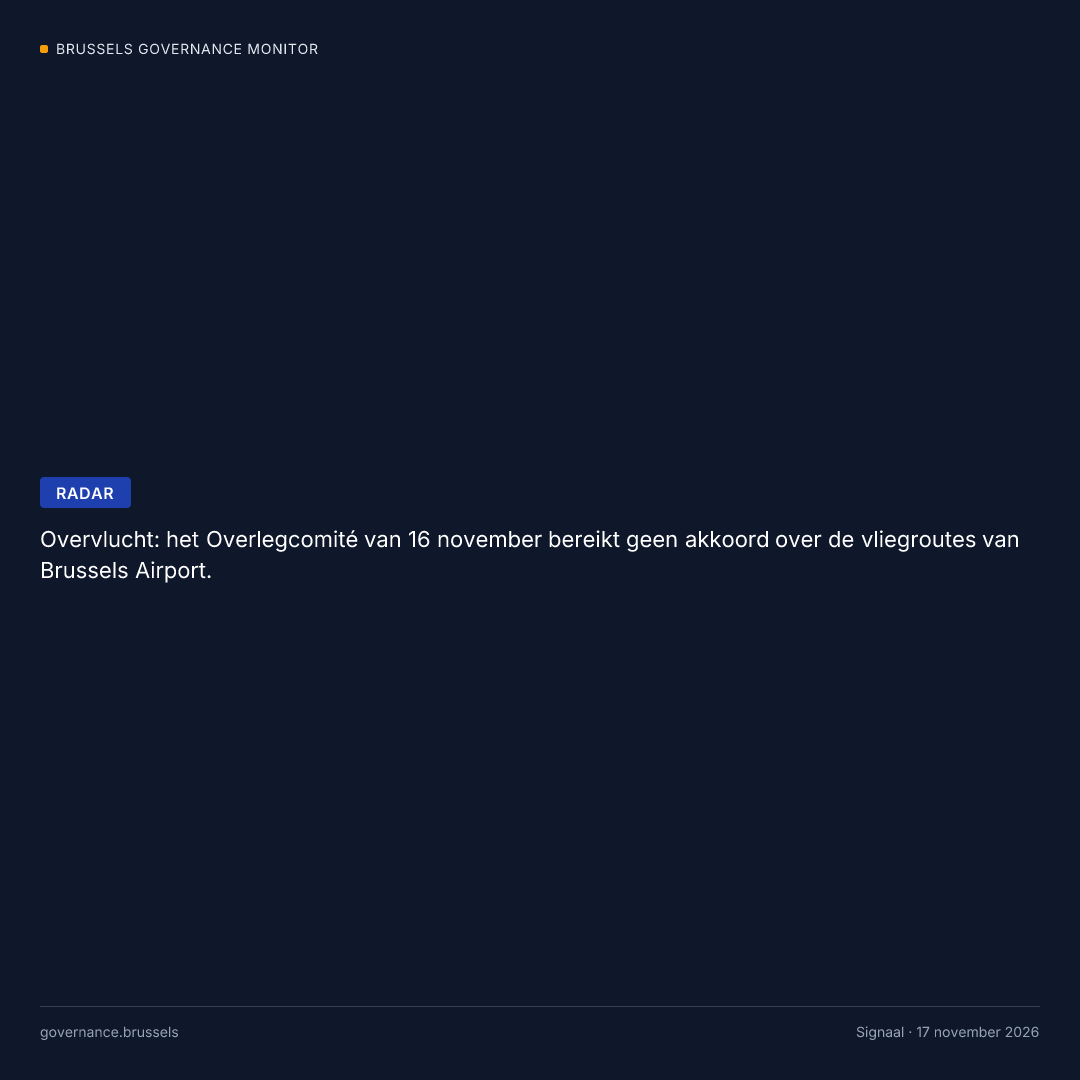 BRUSSELS GOVERNANCE MONITOR
RADAR
Overvlucht: het Overlegcomité van 16 november bereikt geen akkoord over de vliegroutes van
Brussels Airport.
governance.brussels
Signaal · 17 november 2026